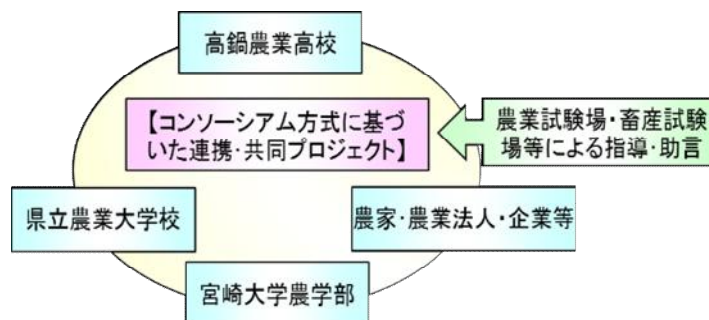 高鍋農業高校
【コンソーシアム方式に基づ
いた連携・共同プロジェクト】
農業試験場・畜産試験
場等による指導・助言
県立農業大学校
農家・農業法人・企業等
宮崎大学農学部